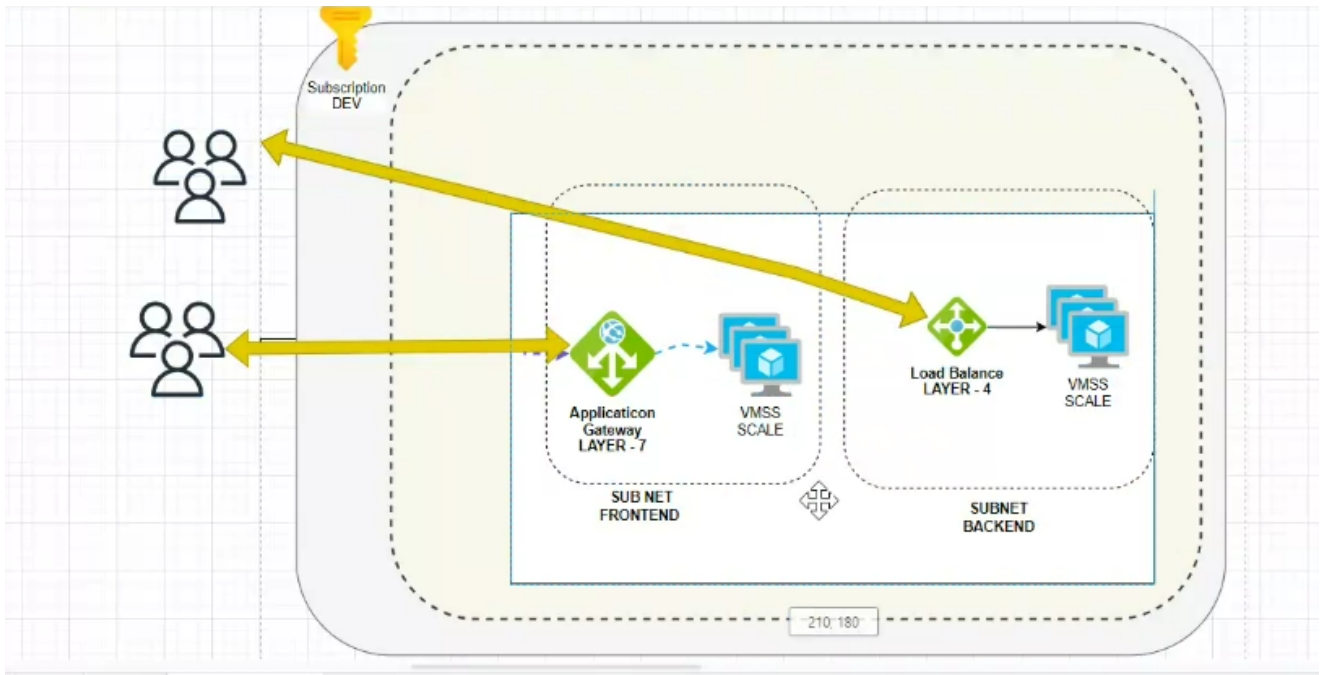 Subscription
DEV
Applicaticon
Gateway
LAYER - 7
VMSS
SCALE
Load Balance
LAYER - 4
VMSS
SCALE
SUB NET
FRONTEND
SUBNET
BACKEND
210, 180